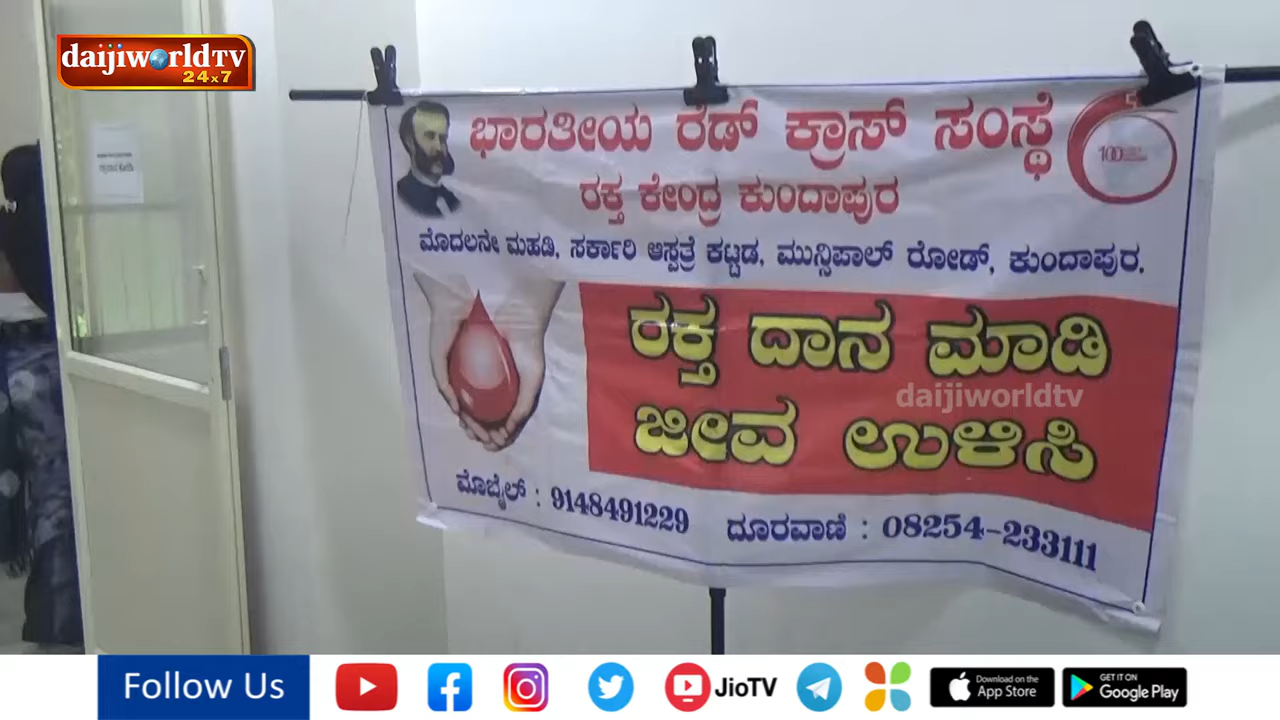 daijiworldTV
24x7
ಭಾರತೀಯ ರೆಡ್ ಕ್ರಾಸ್ ಸಂಸ್ಥೆ
100
ರಕ್ತ ಕೇಂದ್ರ ಕುಂದಾಪುರ
ಮೊದಲನೇ ಮಹಡಿ, ಸರ್ಕಾರಿ ಆಸ್ಪತ್ರೆ ಕಟ್ಟಡ, ಮುನ್ಸಿಪಾಲ್ ರೋಡ್, ಕುಂದಾಪುರ.
ರಕ್ತ ದಾನ ಮಾಡಿ
daijiworldtv
ಜೀವ ಉಳಿಸಿ
ಮೊಬೈಲ್ : 9148491229 ದೂರವಾಣಿ : 08254-233111
Follow Us
JioTV
Download on the
App Store
GET IT ON
Google Play